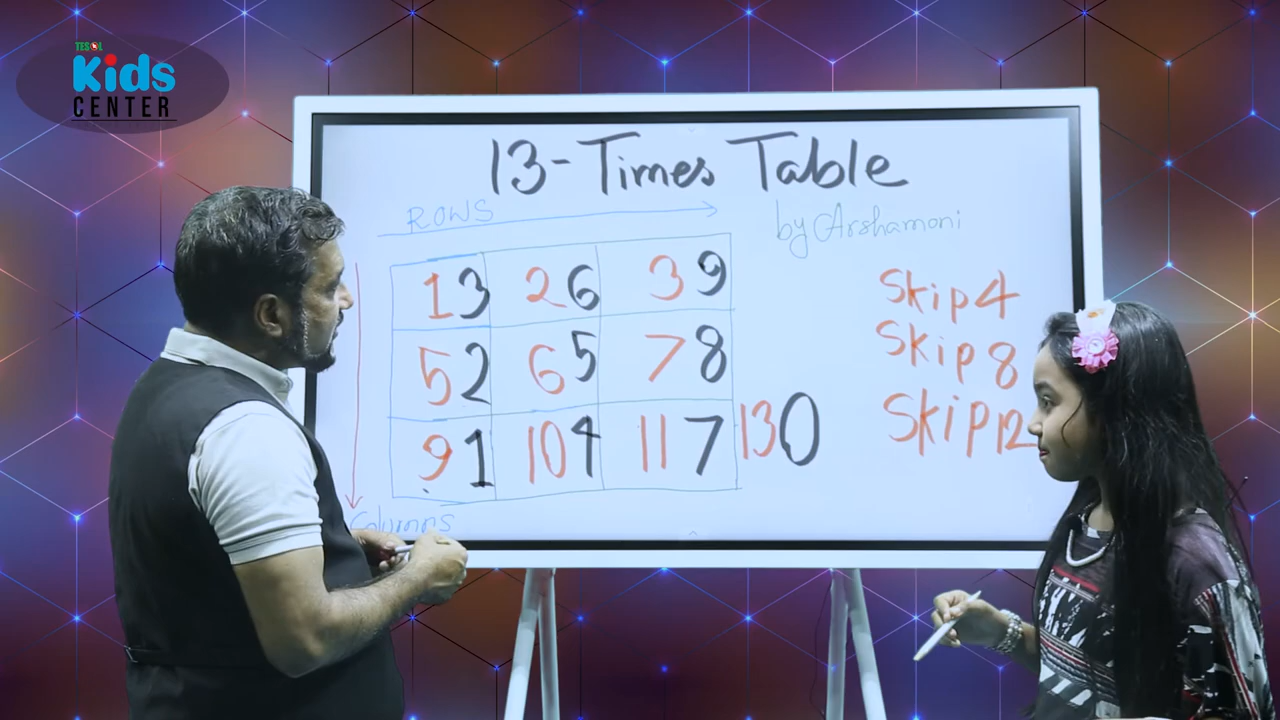 TESOL
Kids
CENTER
13-Times Table
ROWS
by Arshamoni
13 26 39
52 65 78
91 104 117 130
Skip 4
Skip 8
Skip 12
Columns